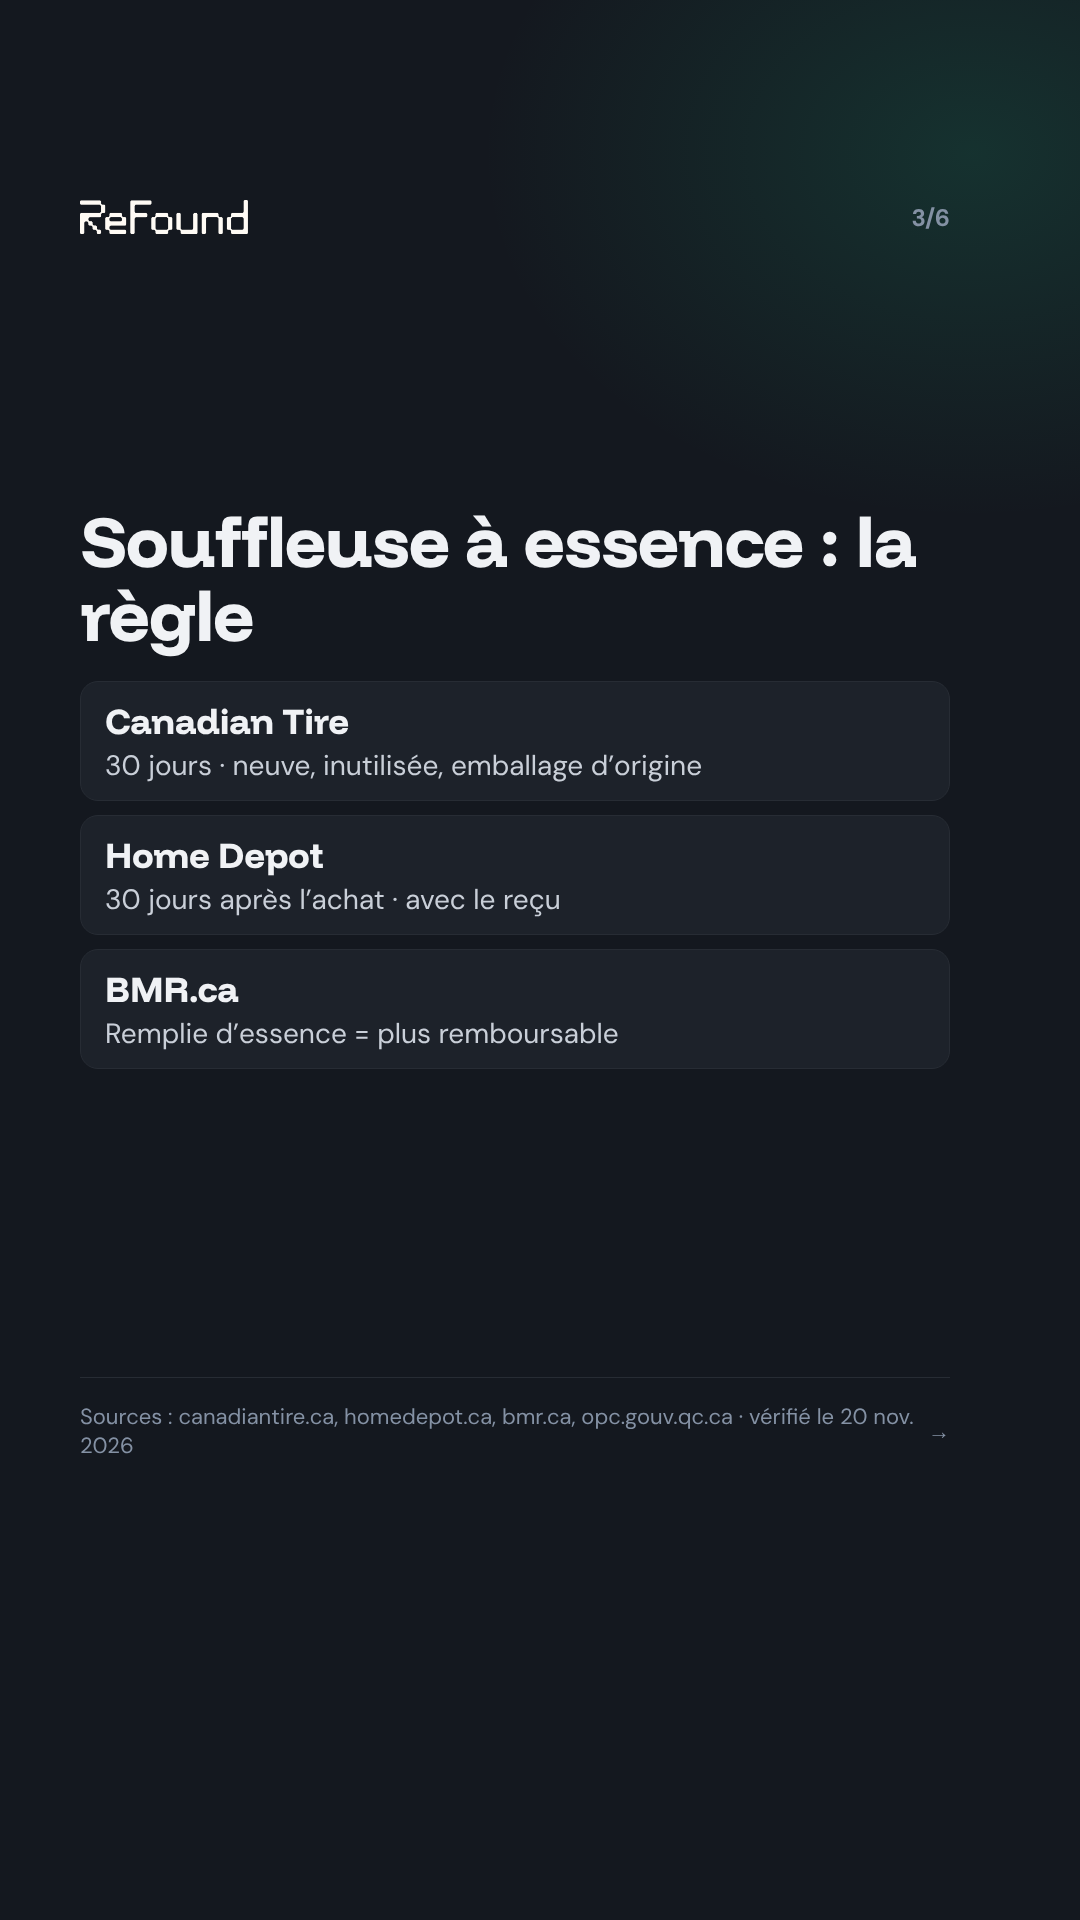 ReFound
3/6
Souffleuse à essence : la
règle
Canadian Tire
30 jours · neuve, inutilisée, emballage d’origine
Home Depot
30 jours après l’achat · avec le reçu
BMR.ca
Remplie d’essence = plus remboursable
Sources : canadiantire.ca, homedepot.ca, bmr.ca, opc.gouv.qc.ca · vérifié le 20 nov.
2026
→